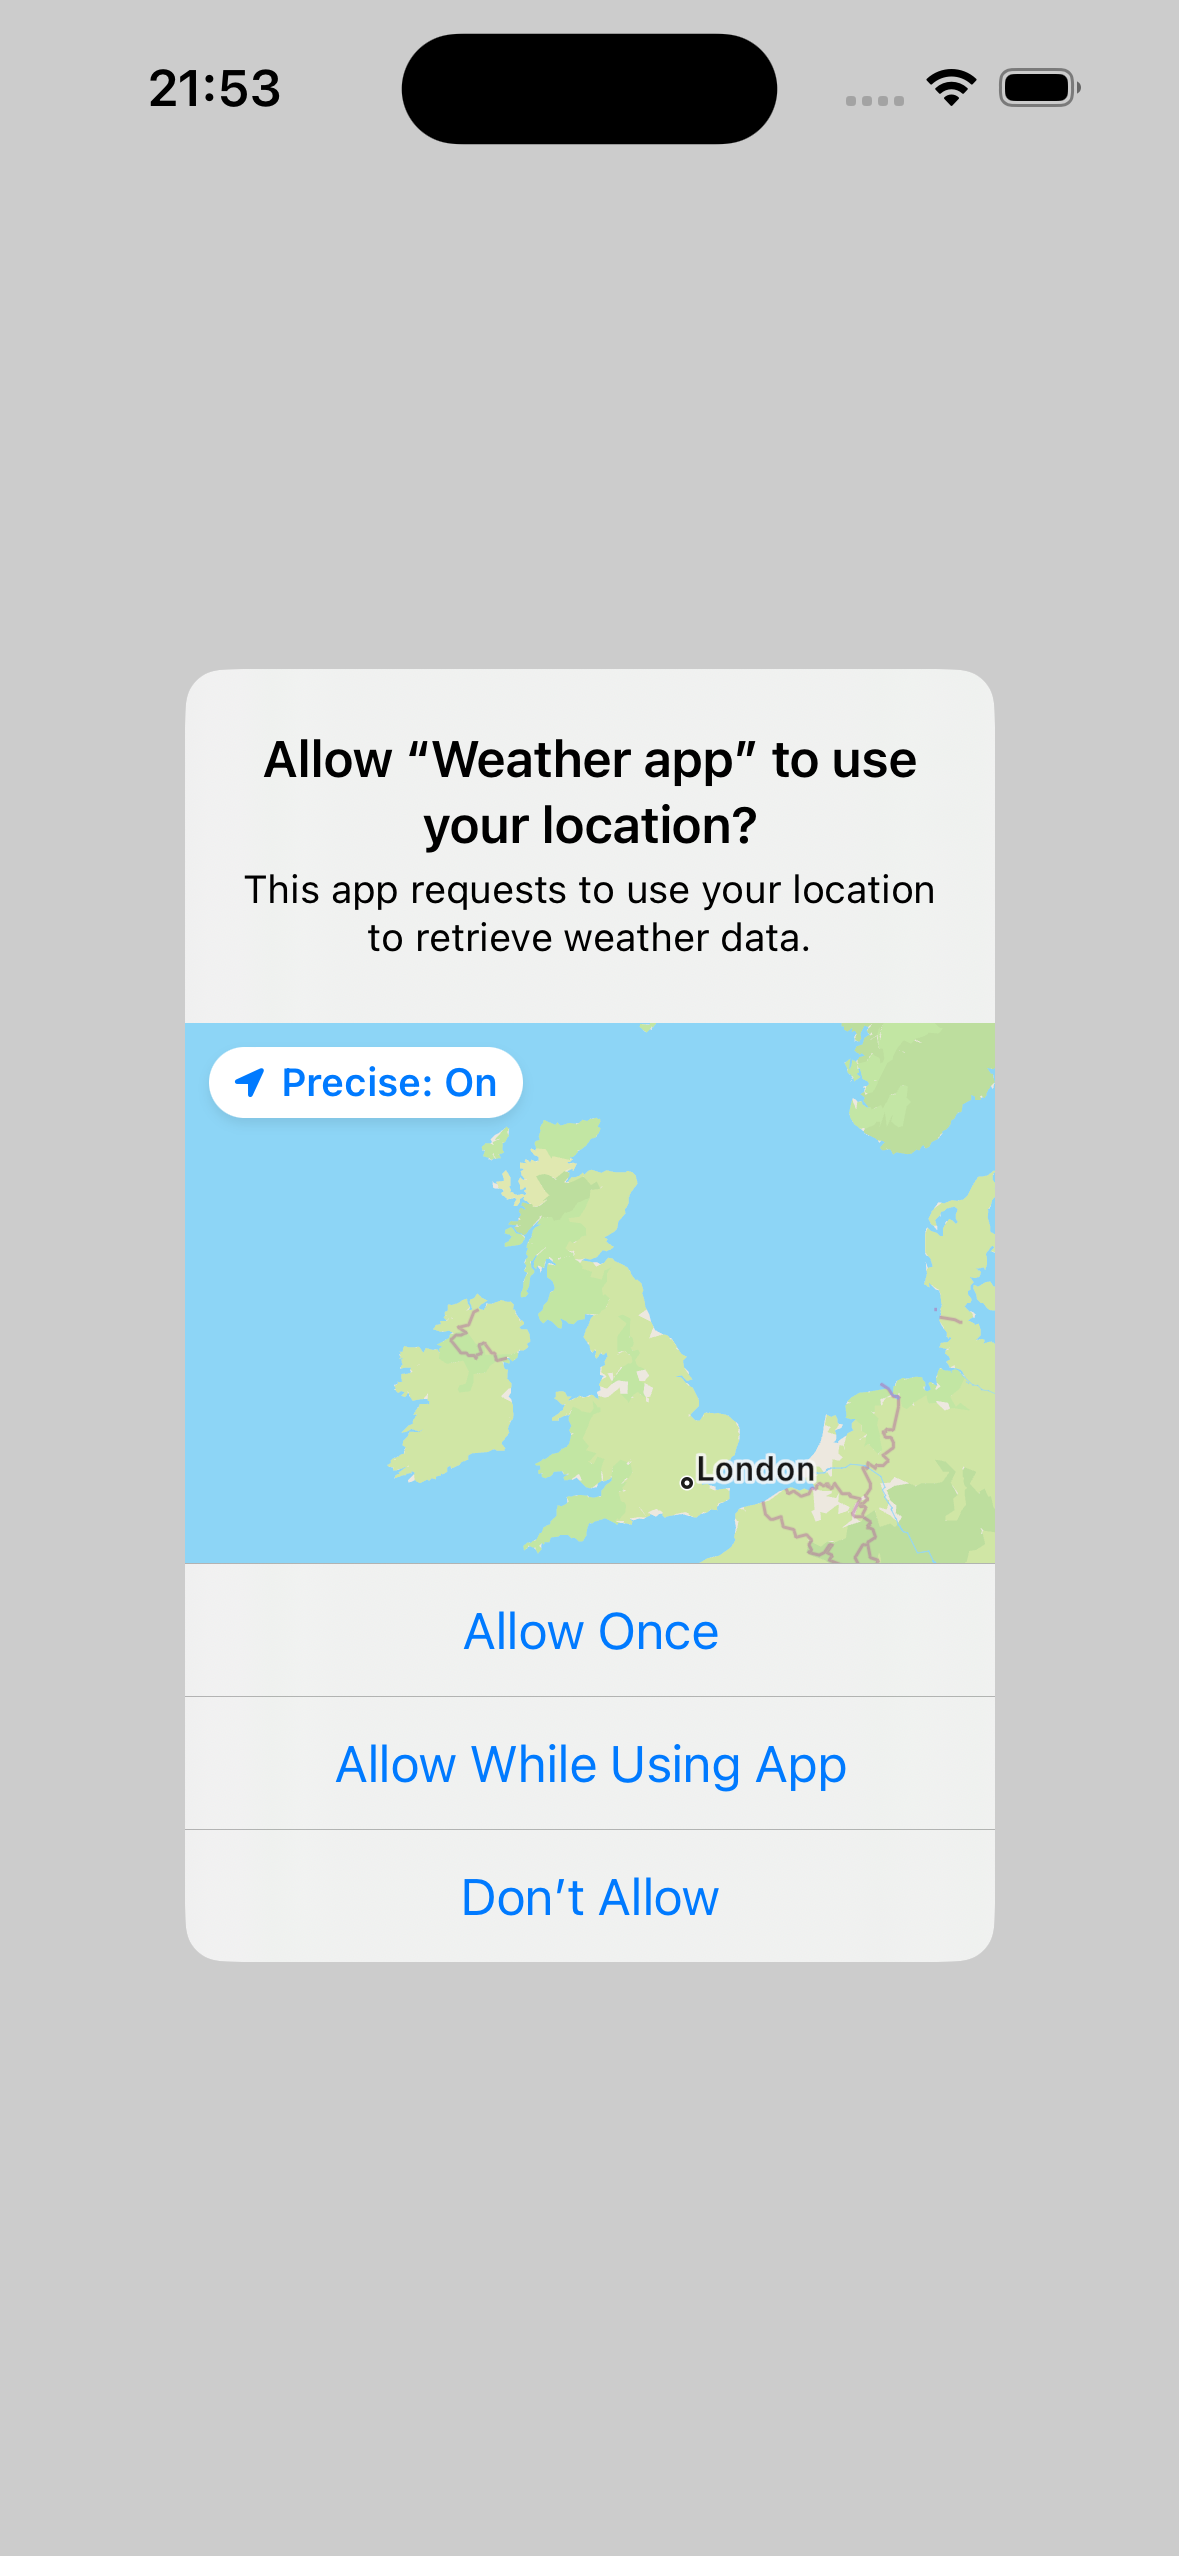 21:53
Allow “Weather app” to use
your location?
This app requests to use your location
to retrieve weather data.
Precise: On
London
Allow Once
Allow While Using App
Don’t Allow